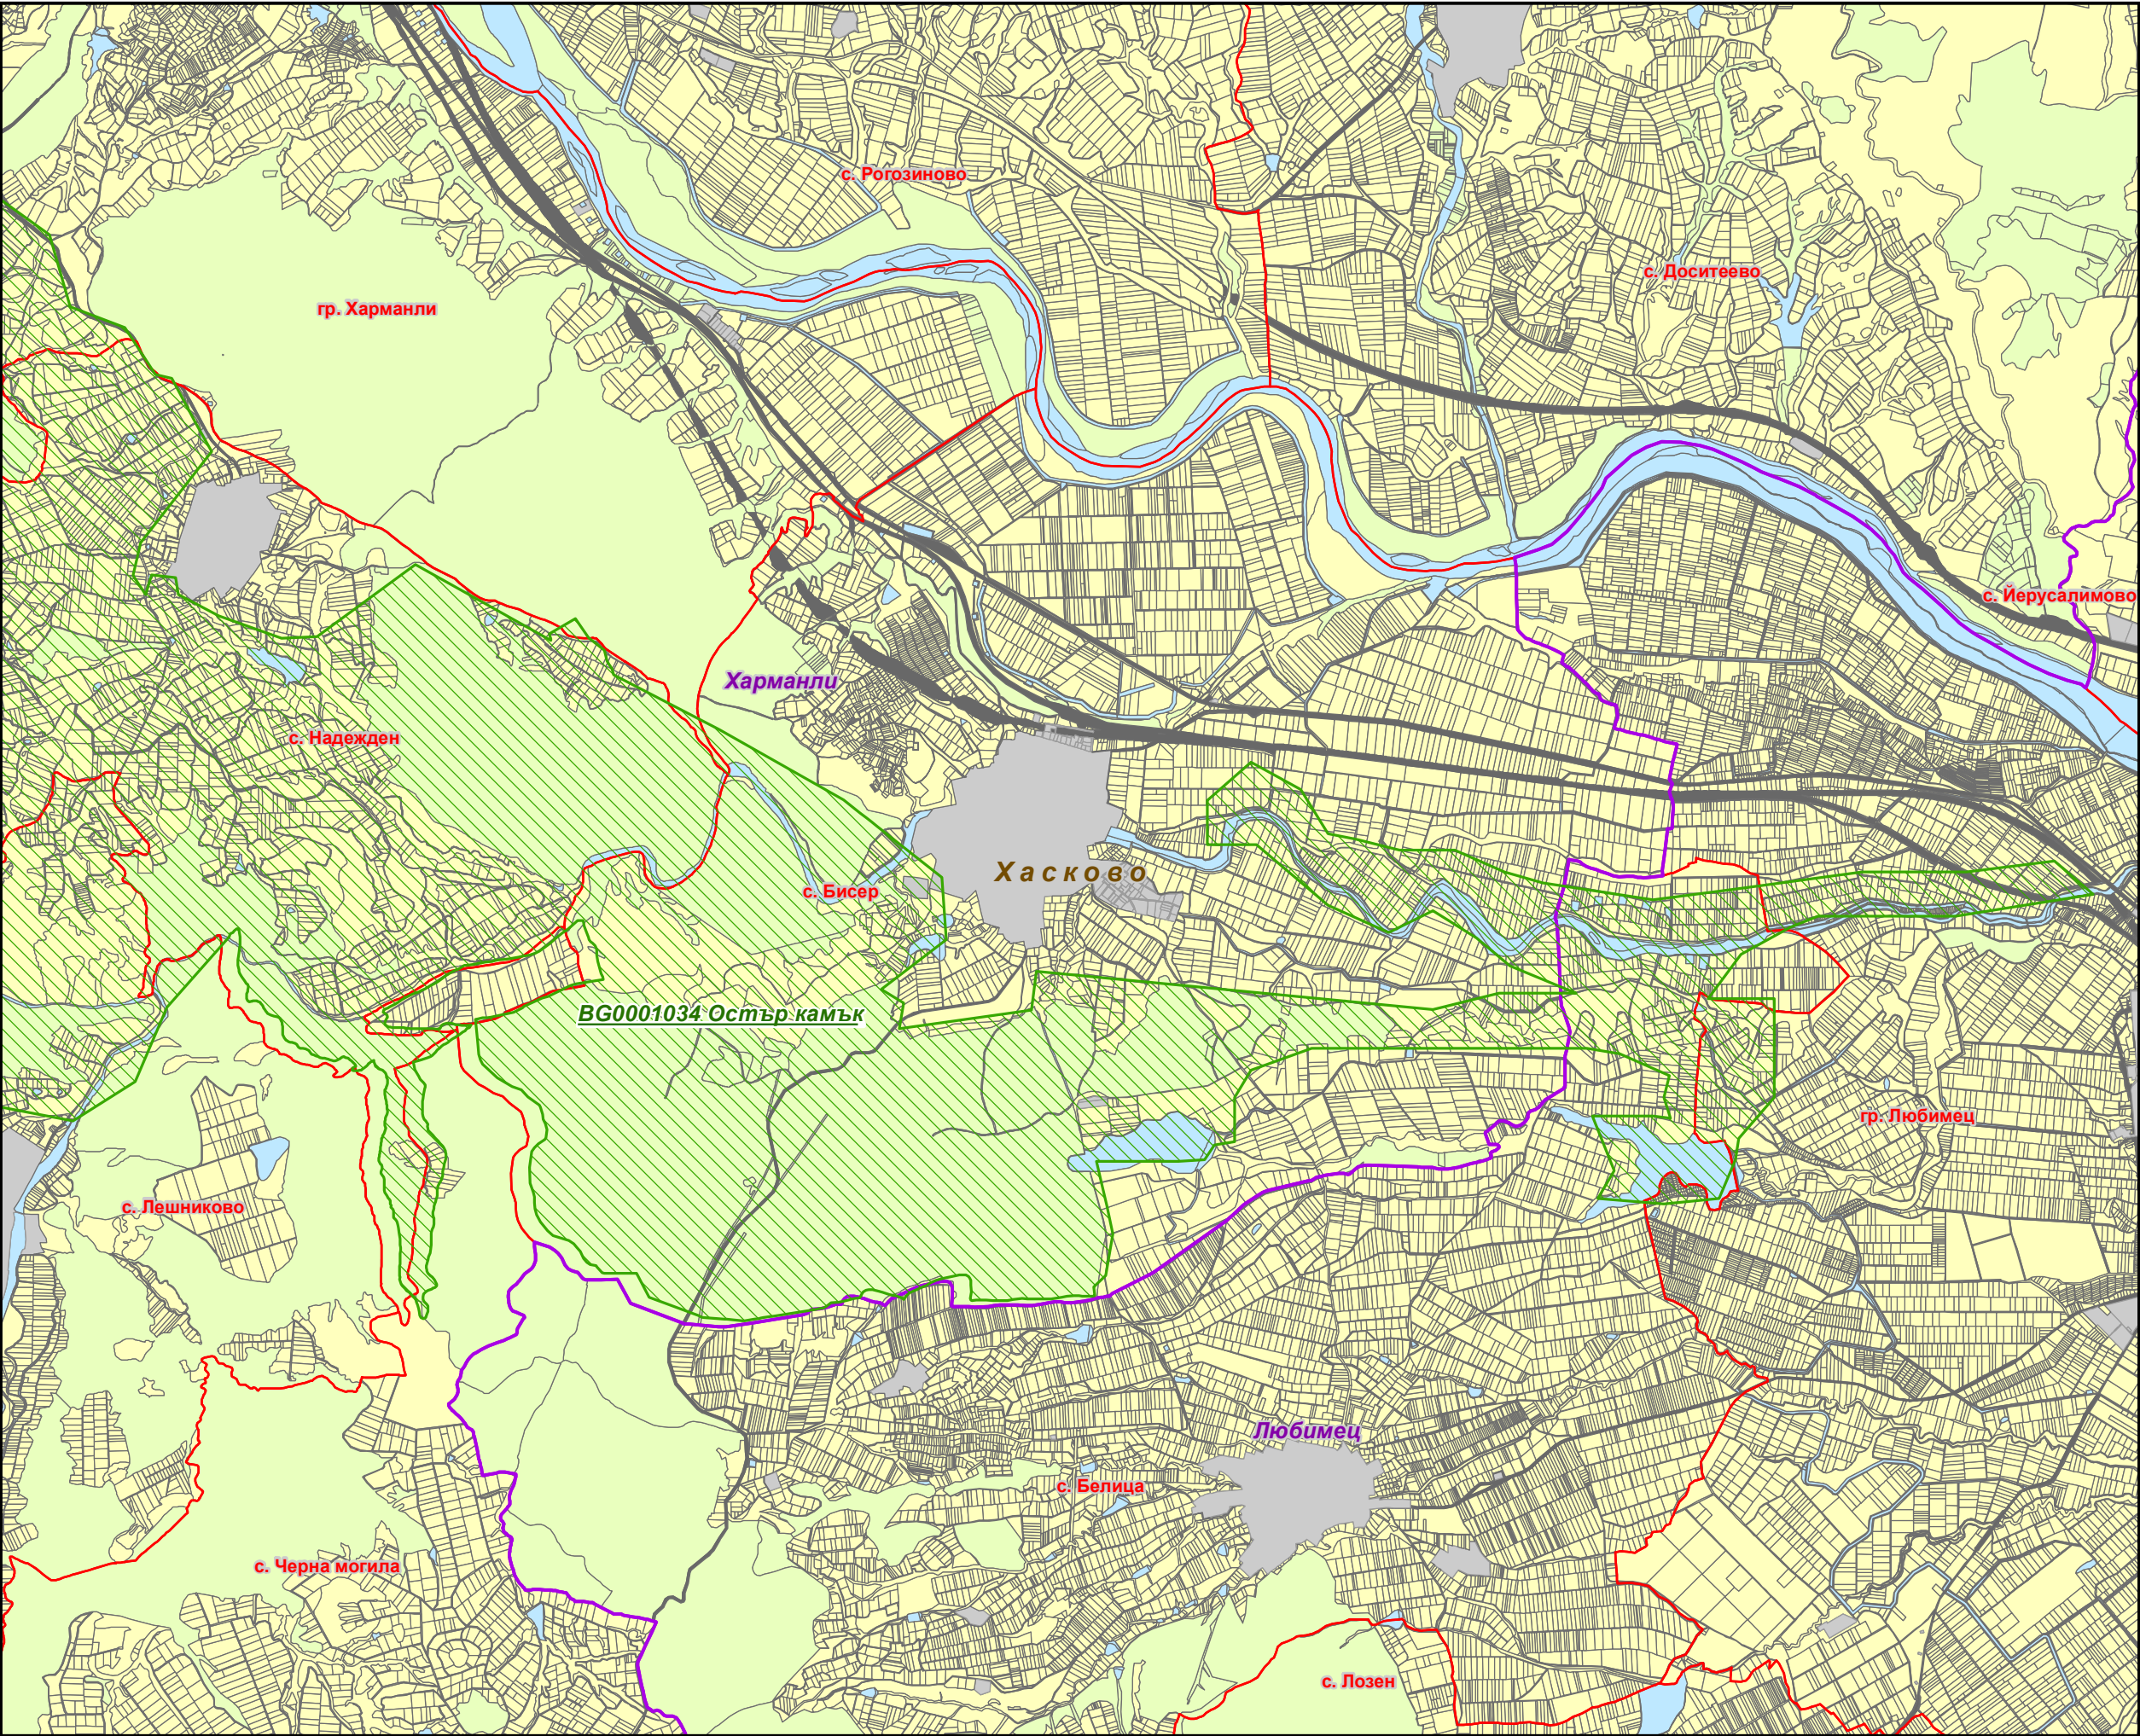 с. Рогозиново
с. Доситеево
гр. Харманли
с. Йерусалимово
Харманли
с. Надежден
Хасково
с. Бисер
BG0001034 Остър камък
гр. Любимец
с. Лешниково
Любимец
с. Белица
с. Черна могила
с. Лозен